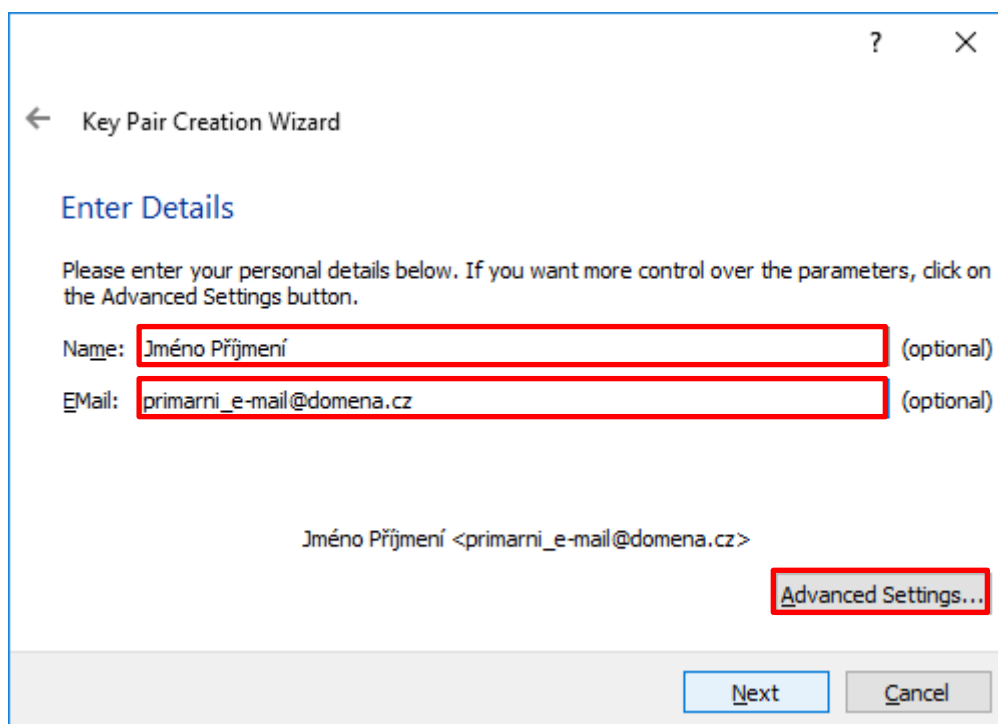 ?
Key Pair Creation Wizard
Enter Details
Please enter your personal details below. If you want more control over the parameters, click on
the Advanced Settings button.
Name: Jméno Příjmení (optional)
EMail: primarni_e-mail@domena.cz (optional)
Jméno Příjmení <primarni_e-mail@domena.cz>
Advanced Settings...
Next Cancel